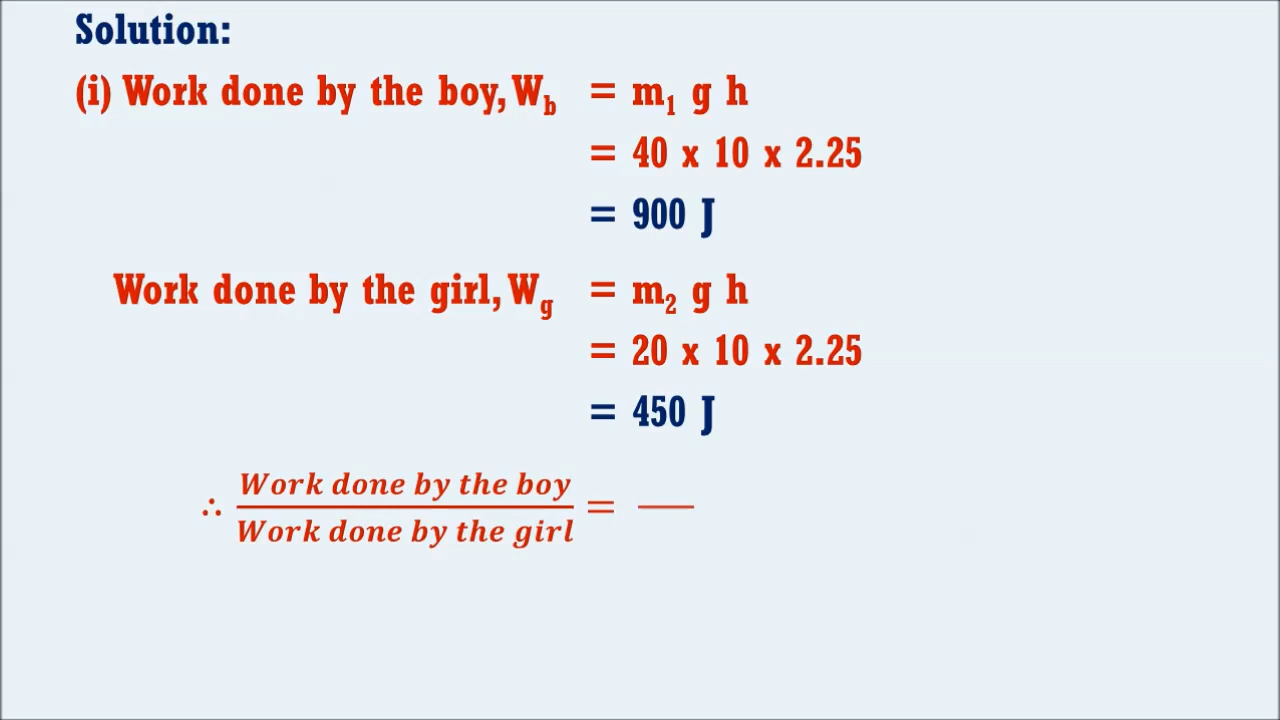 Solution:
(i) Work done by the boy, W_b = m_1 g h
= 40 x 10 x 2.25
= 900 J
Work done by the girl, W_g = m_2 g h
= 20 x 10 x 2.25
= 450 J
∴ Work done by the boy / Work done by the girl =